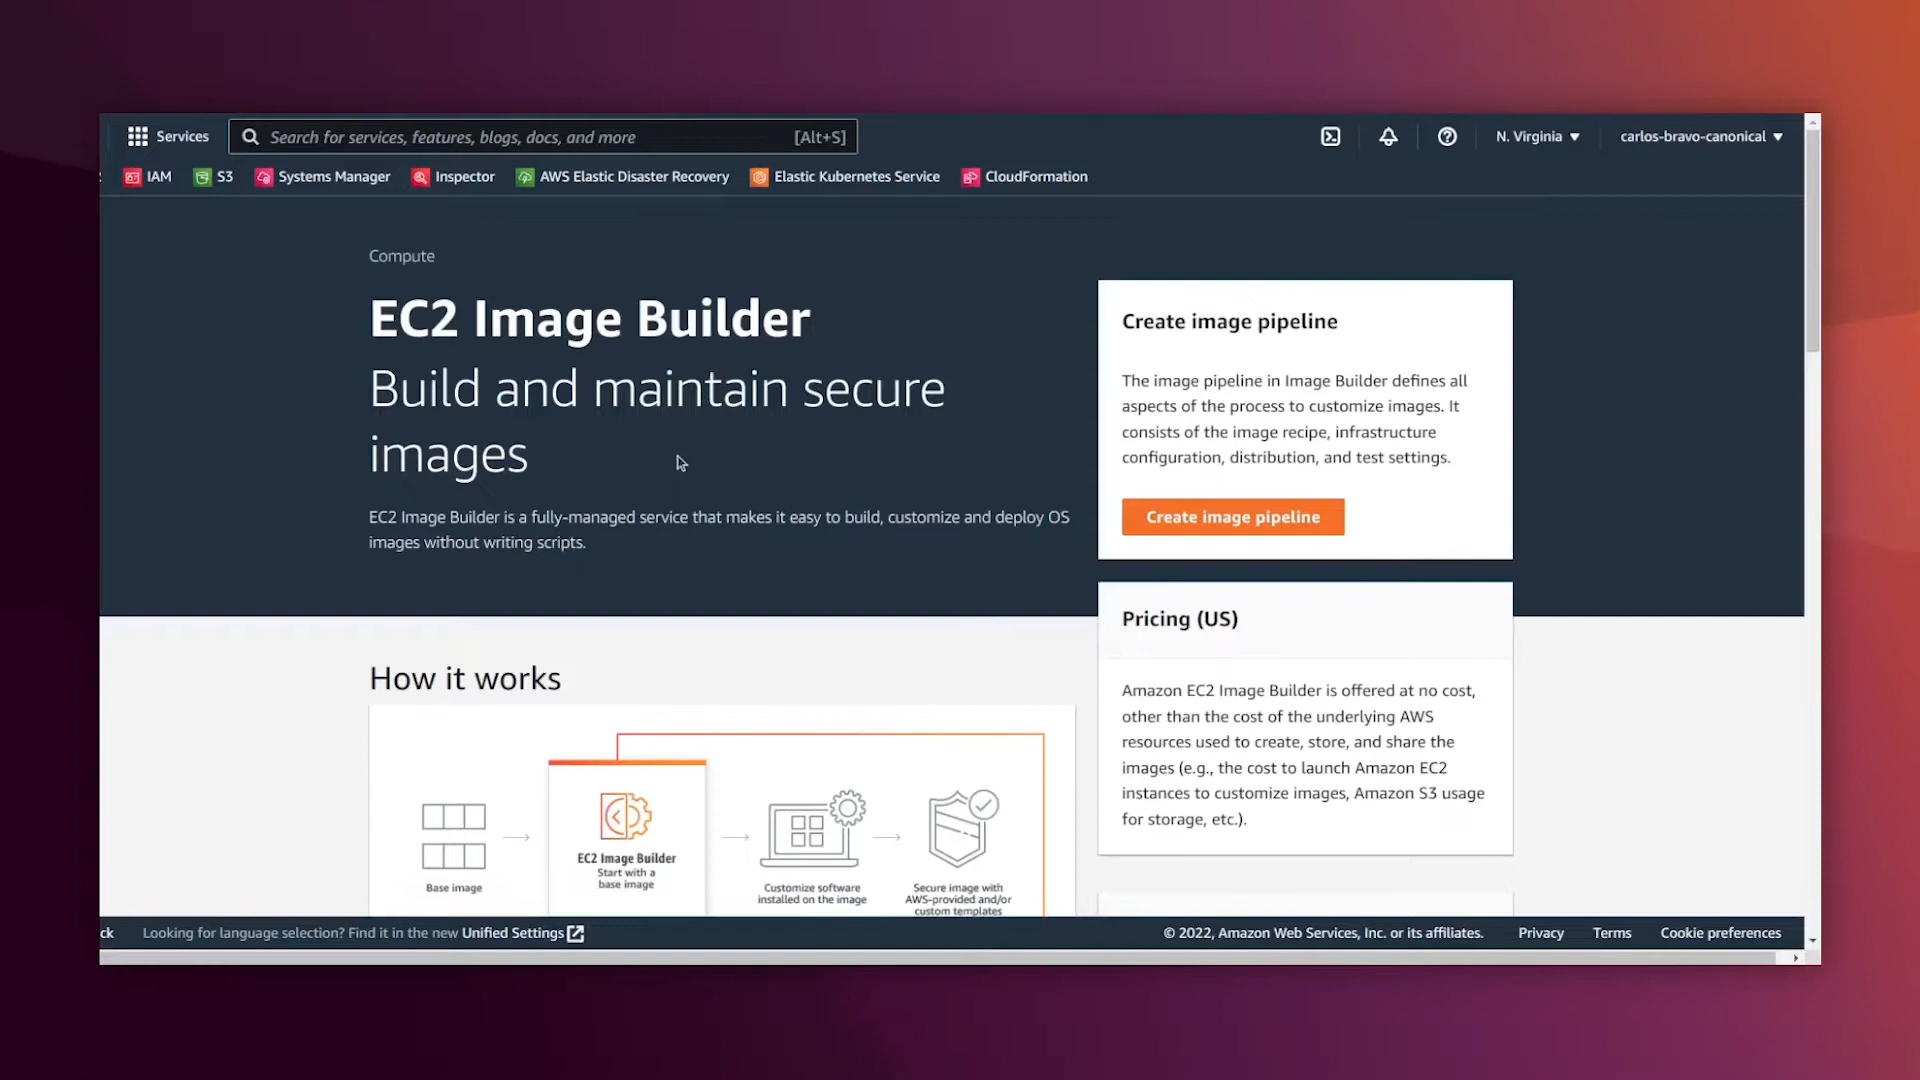 Services
Search for services, features, blogs, docs, and more [Alt+S]
N. Virginia
carlos-bravo-canonical
IAM
S3
Systems Manager
Inspector
AWS Elastic Disaster Recovery
Elastic Kubernetes Service
CloudFormation
Compute
EC2 Image Builder
Build and maintain secure
images
EC2 Image Builder is a fully-managed service that makes it easy to build, customize and deploy OS
images without writing scripts.
Create image pipeline
The image pipeline in Image Builder defines all
aspects of the process to customize images. It
consists of the image recipe, infrastructure
configuration, distribution, and test settings.
Create image pipeline
Pricing (US)
Amazon EC2 Image Builder is offered at no cost,
other than the cost of the underlying AWS
resources used to create, store, and share the
images (e.g., the cost to launch Amazon EC2
instances to customize images, Amazon S3 usage
for storage, etc.).
How it works
Base image
EC2 Image Builder
Start with a
base image
Customize software
installed on the image
Secure image with
AWS-provided and/or
custom templates
ck
Looking for language selection? Find it in the new Unified Settings
© 2022, Amazon Web Services, Inc. or its affiliates.
Privacy
Terms
Cookie preferences